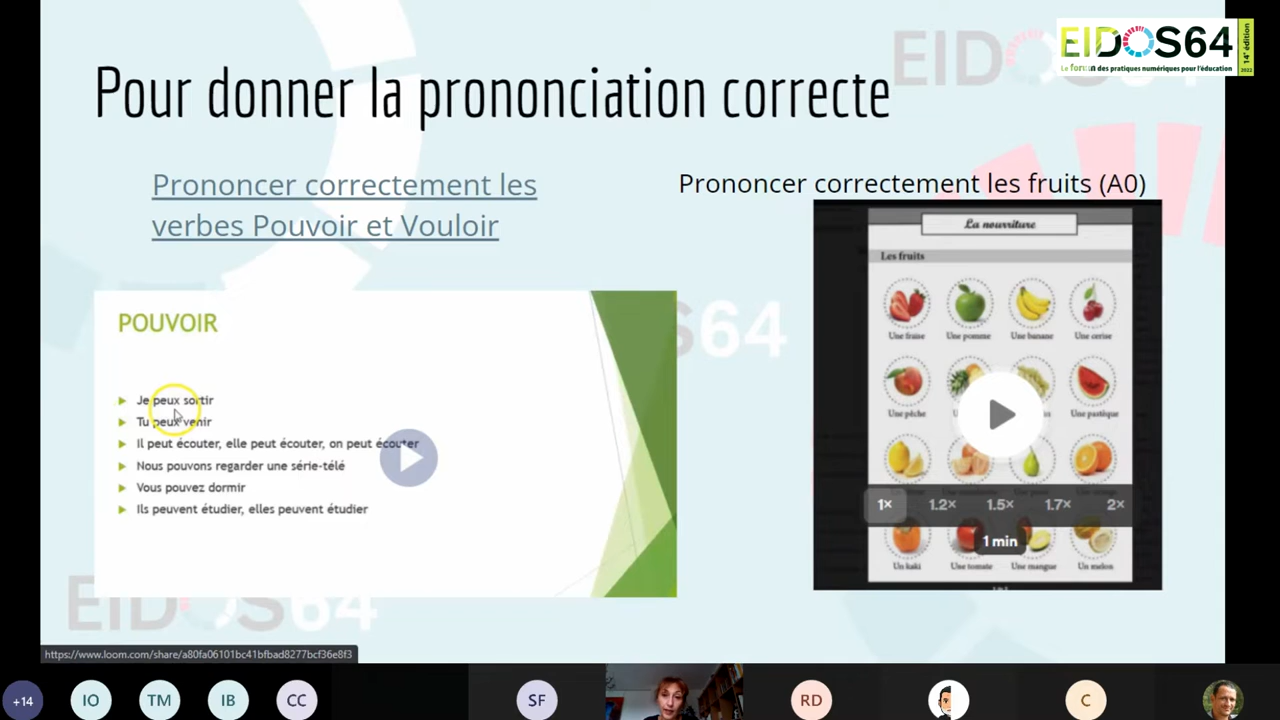 EIDOS64
Le forum des pratiques numériques pour l'éducation
14e édition
2022
Pour donner la prononciation correcte
Prononcer correctement les
verbes Pouvoir et Vouloir
Prononcer correctement les fruits (A0)
POUVOIR
Je peux sortir
Tu peux venir
Il peut écouter, elle peut écouter, on peut écouter
Nous pouvons regarder une série-télé
Vous pouvez dormir
Ils peuvent étudier, elles peuvent étudier
La nourriture
Les fruits
Une fraise Une pomme Une banane Une cerise
Une pêche Une pastèque
1× 1.2× 1.5× 1.7× 2×
1 min
Un kaki Une tomate Une mangue Un melon
EIDOS64
https://www.loom.com/share/a80fa06101bc41bfbad8277bcf36e8f3
+14 IO TM IB CC SF RD C